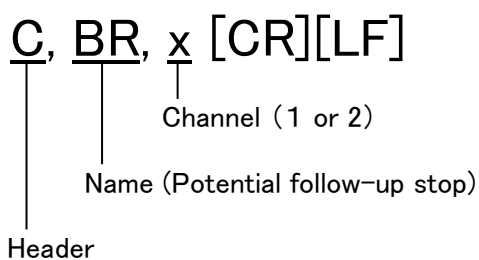 C, BR, x [CR][LF]
Channel (1 or 2)
Name (Potential follow-up stop)
Header